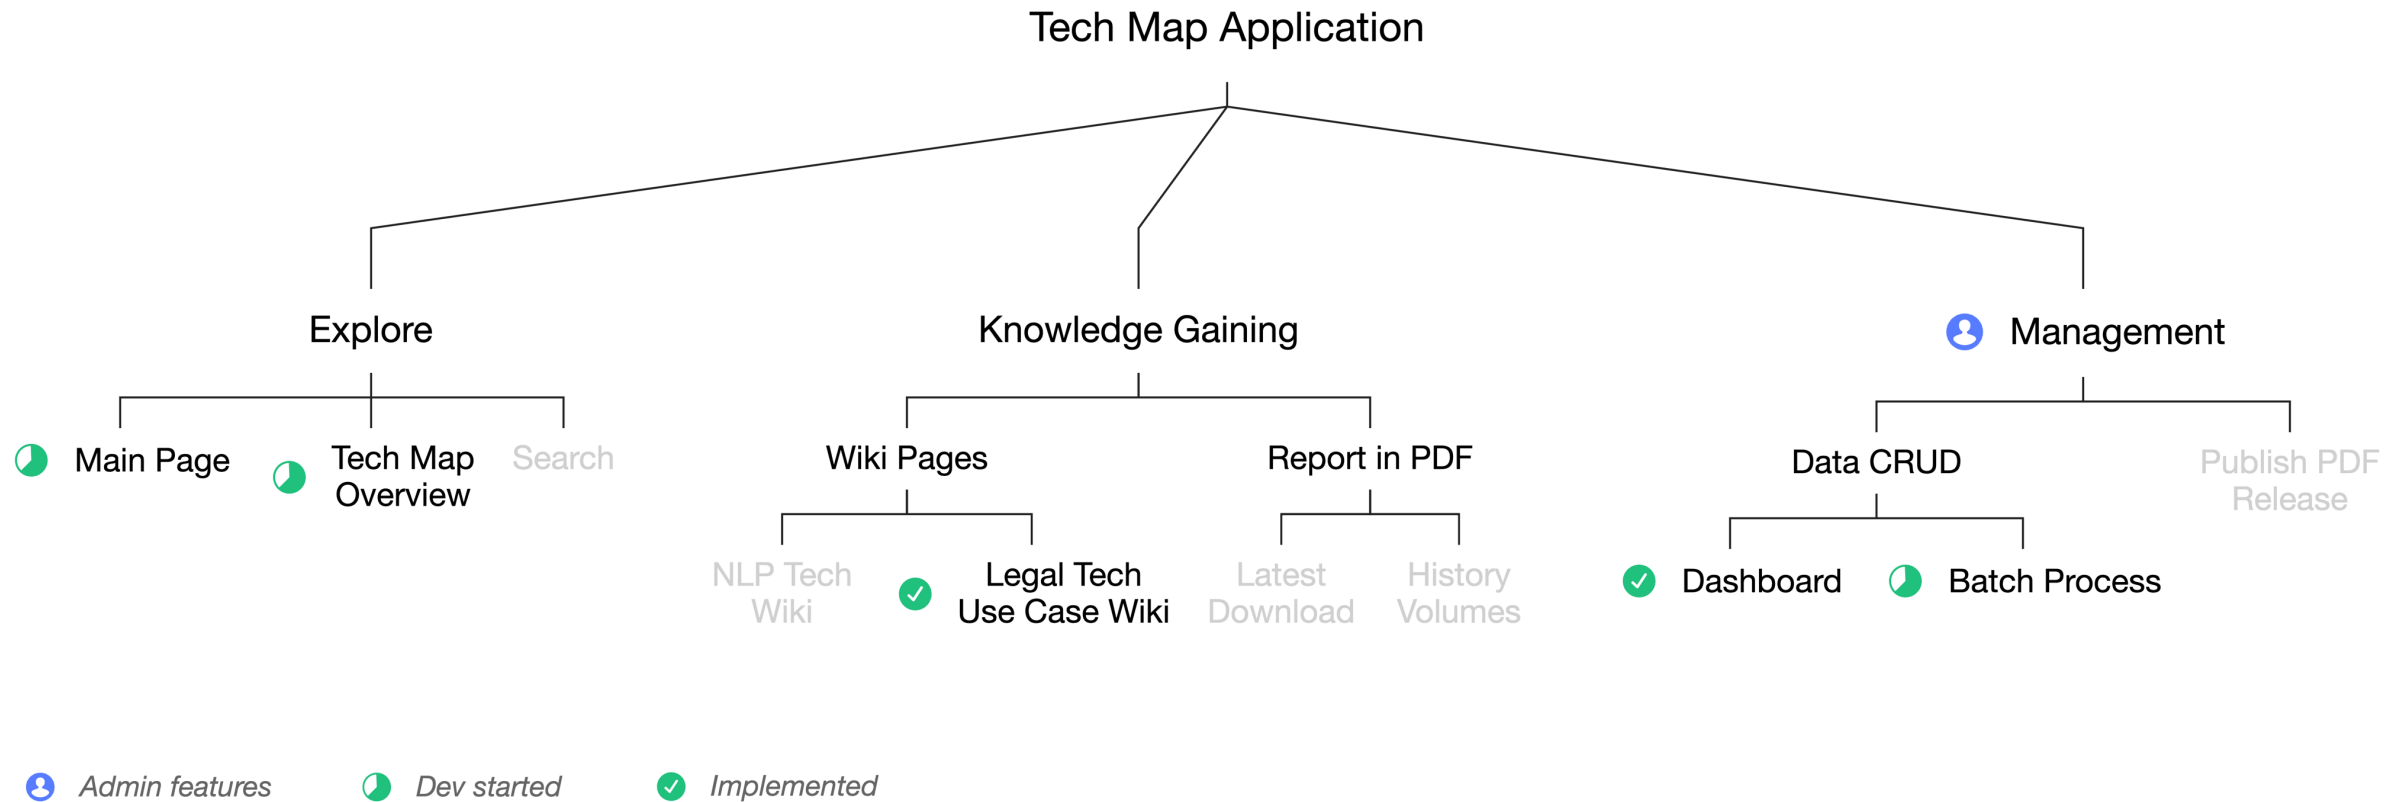 Tech Map Application
Explore
Knowledge Gaining
Management
Main Page
Tech Map
Overview
Search
Wiki Pages
Report in PDF
Data CRUD
Publish PDF
Release
NLP Tech
Wiki
Legal Tech
Use Case Wiki
Latest
Download
History
Volumes
Dashboard
Batch Process
Admin features
Dev started
Implemented